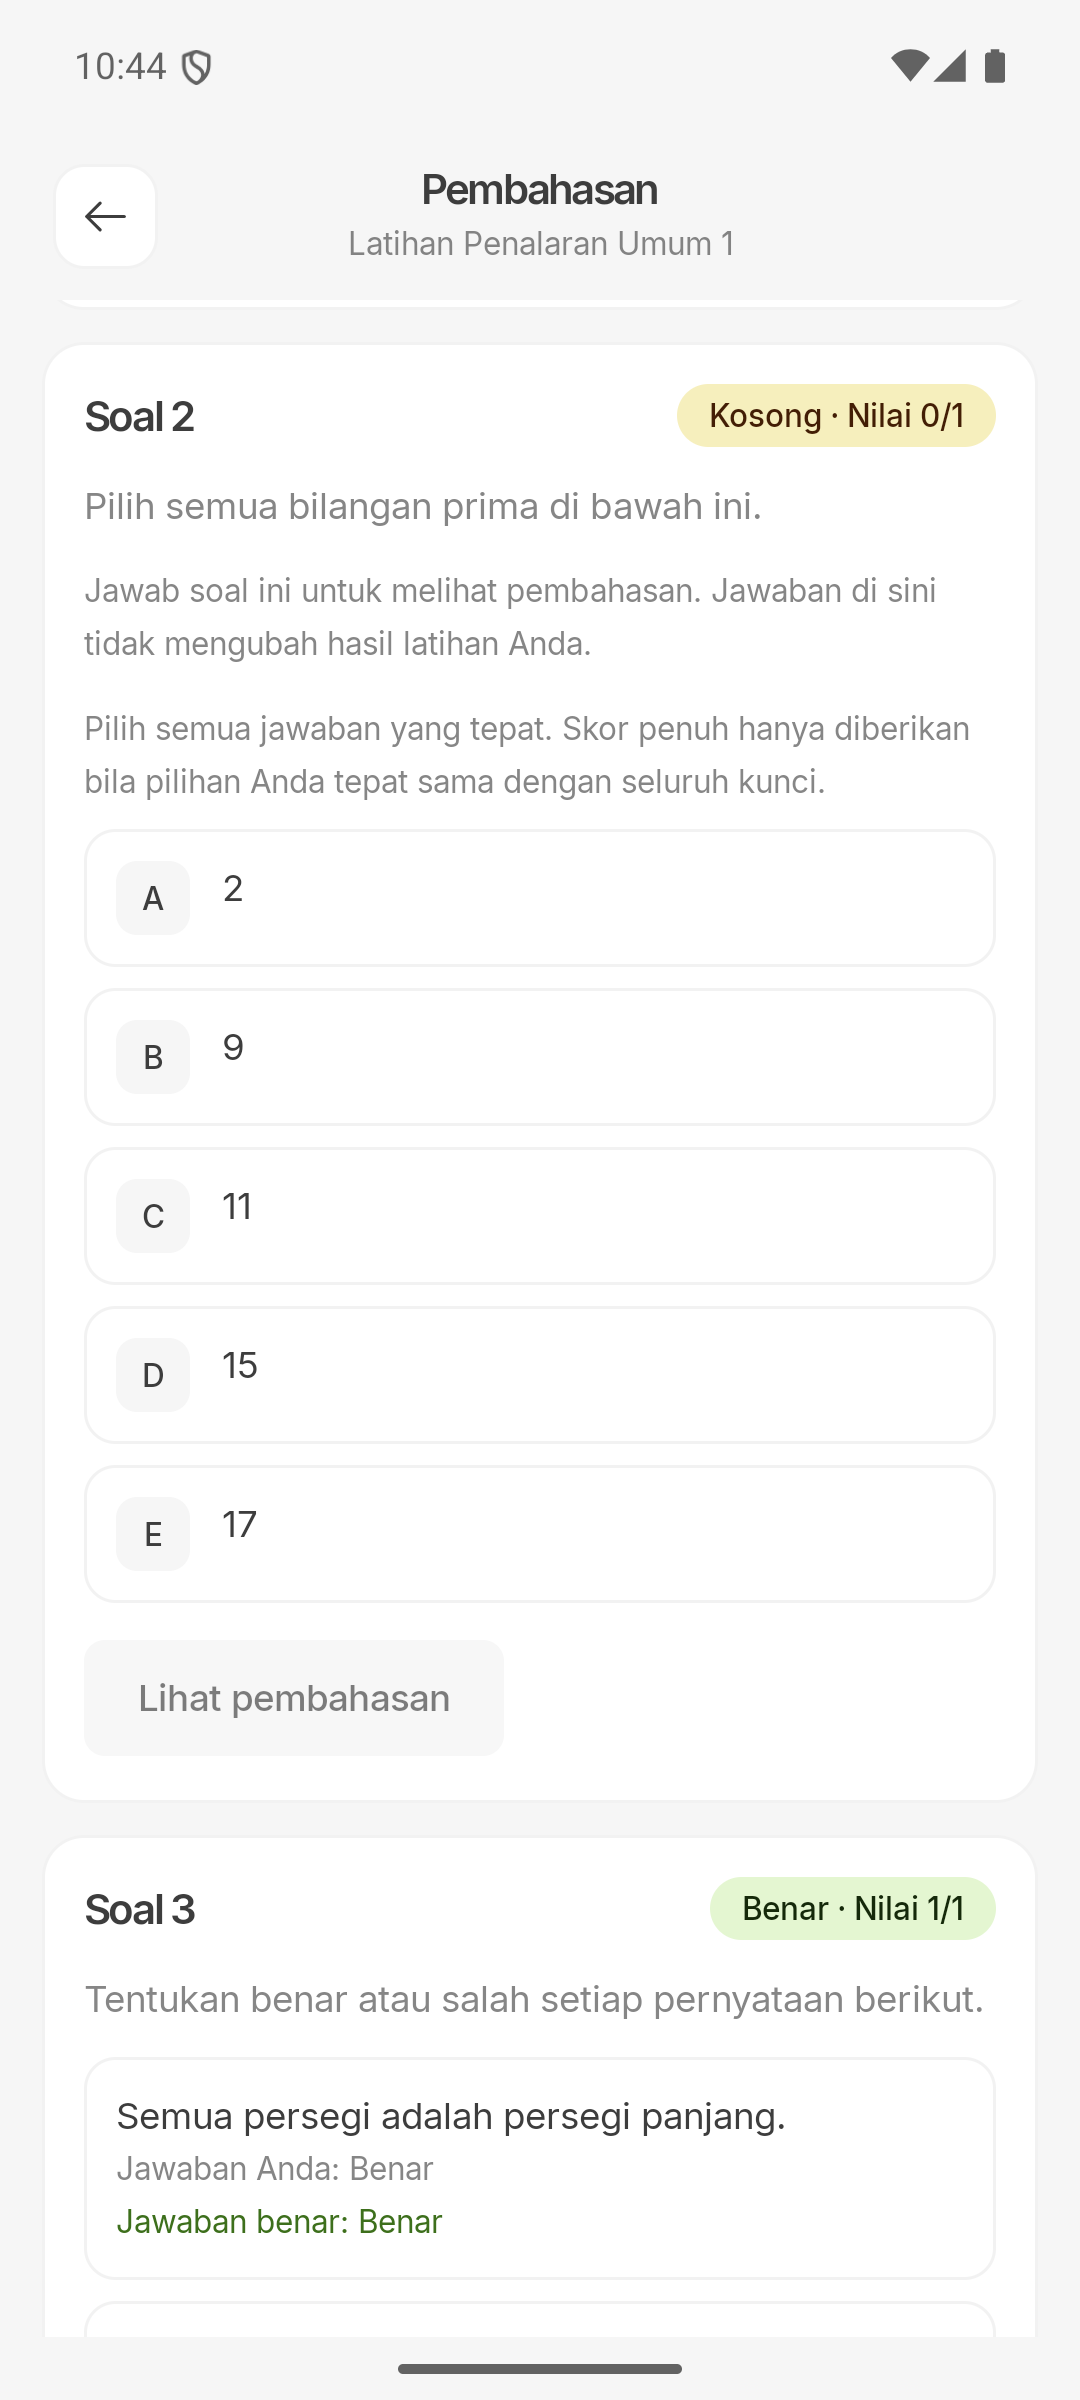 10:44
Pembahasan
Latihan Penalaran Umum 1
Soal 2
Kosong · Nilai 0/1
Pilih semua bilangan prima di bawah ini.
Jawab soal ini untuk melihat pembahasan. Jawaban di sini
tidak mengubah hasil latihan Anda.
Pilih semua jawaban yang tepat. Skor penuh hanya diberikan
bila pilihan Anda tepat sama dengan seluruh kunci.
A 2
B 9
C 11
D 15
E 17
Lihat pembahasan
Soal 3
Benar · Nilai 1/1
Tentukan benar atau salah setiap pernyataan berikut.
Semua persegi adalah persegi panjang.
Jawaban Anda: Benar
Jawaban benar: Benar